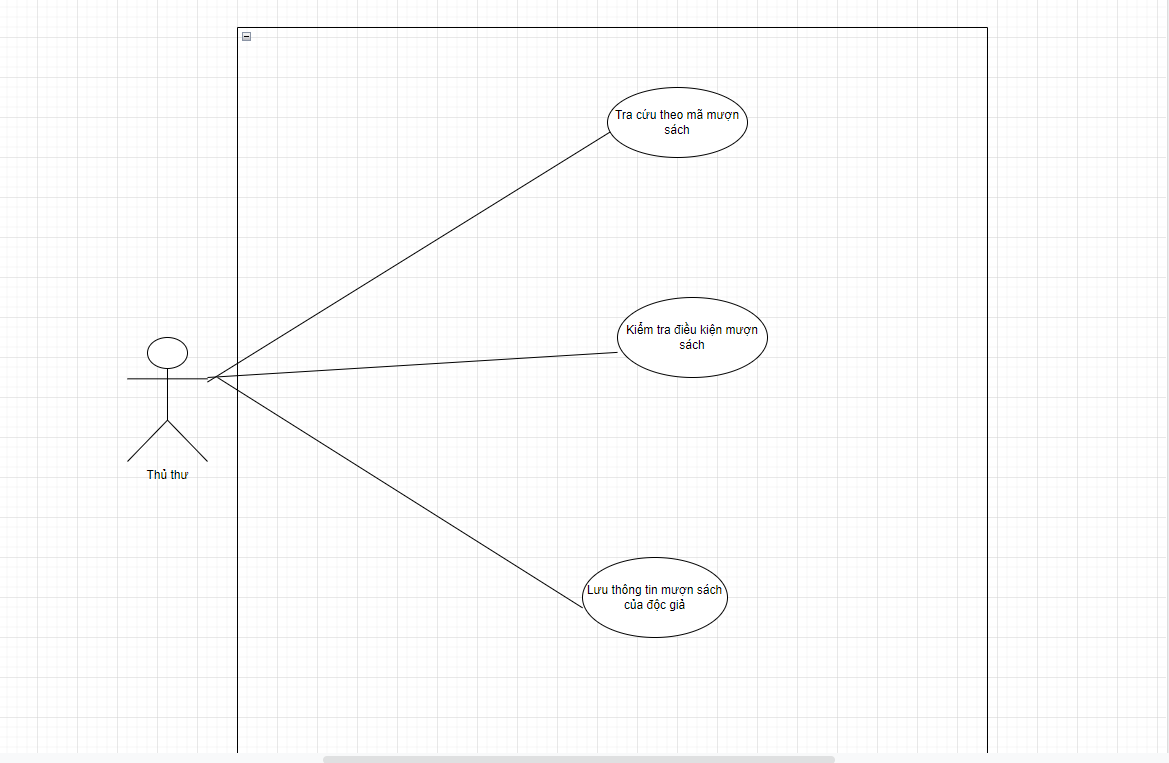 Tra cứu theo mã mượn
sách
Kiểm tra điều kiện mượn
sách
Thủ thư
Lưu thông tin mượn sách
của độc giả